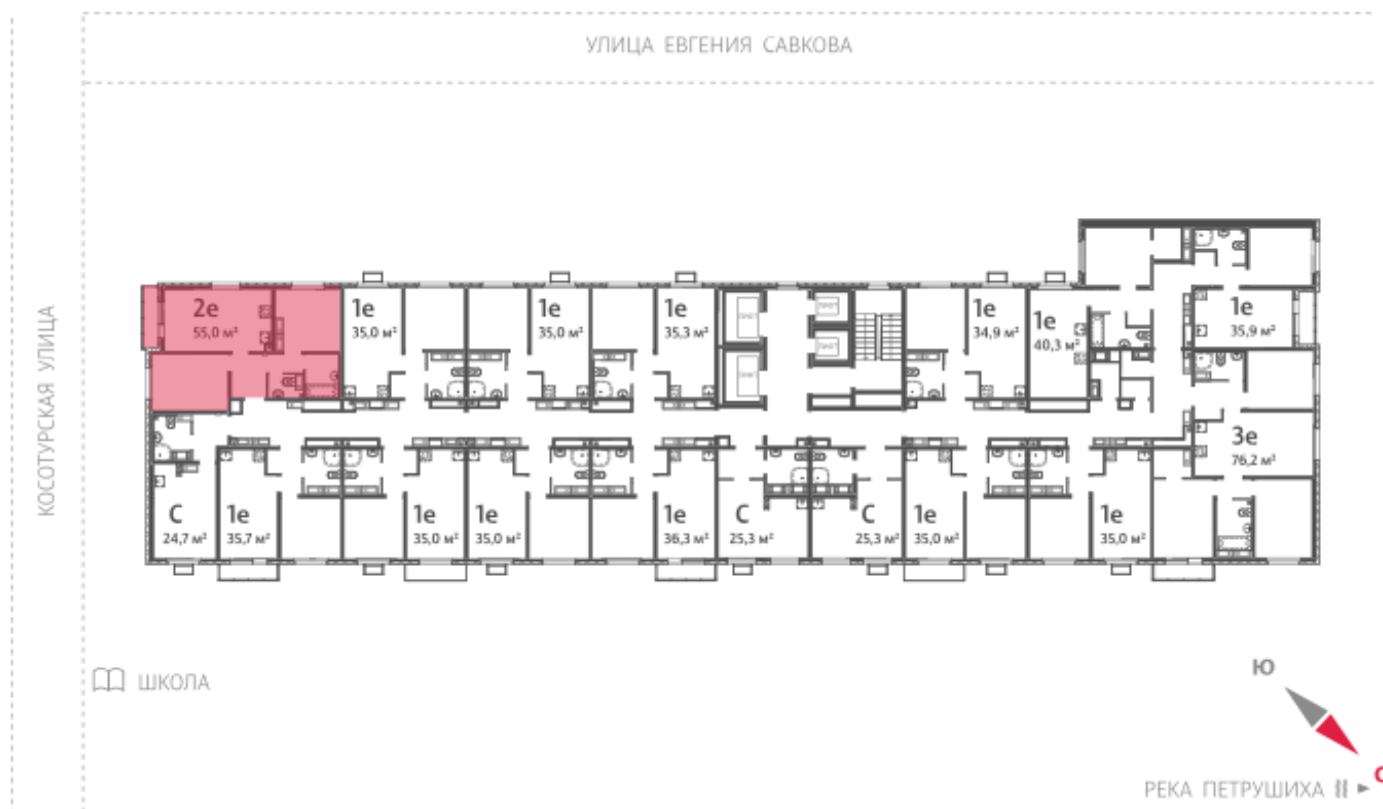 УЛИЦА ЕВГЕНИЯ САВКОВА
КОСОТУРСКАЯ УЛИЦА
2е
55,0 м²
1е
35,0 м²
1е
35,0 м²
1е
35,3 м²
1е
34,9 м²
1е
40,3 м²
1е
35,9 м²
3е
76,2 м²
С
24,7 м²
1е
35,7 м²
1е
35,0 м²
1е
35,0 м²
1е
36,3 м²
С
25,3 м²
С
25,3 м²
1е
35,0 м²
1е
35,0 м²
ШКОЛА
Ю
С
РЕКА ПЕТРУШИХА